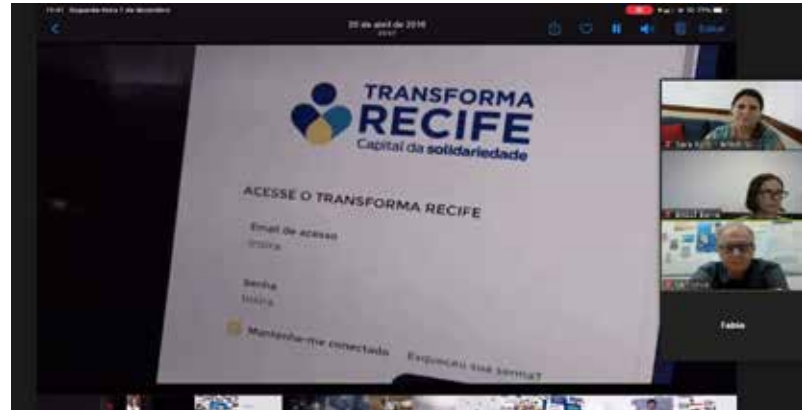 20 de abril de 2016
Editar
TRANSFORMA
RECIFE
Capital da solidariedade
ACESSE O TRANSFORMA RECIFE
Email de acesso
Insira
Senha
Insira
Mantenha-me conectado
Esqueceu sua senha?
Fabio